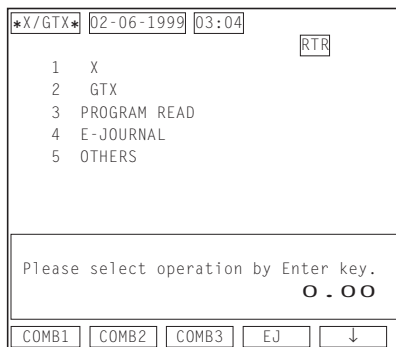 *X/GTX* 02-06-1999 03:04
RTR
1 X
2 GTX
3 PROGRAM READ
4 E-JOURNAL
5 OTHERS
Please select operation by Enter key.
0.00
COMB1 COMB2 COMB3 EJ ↓